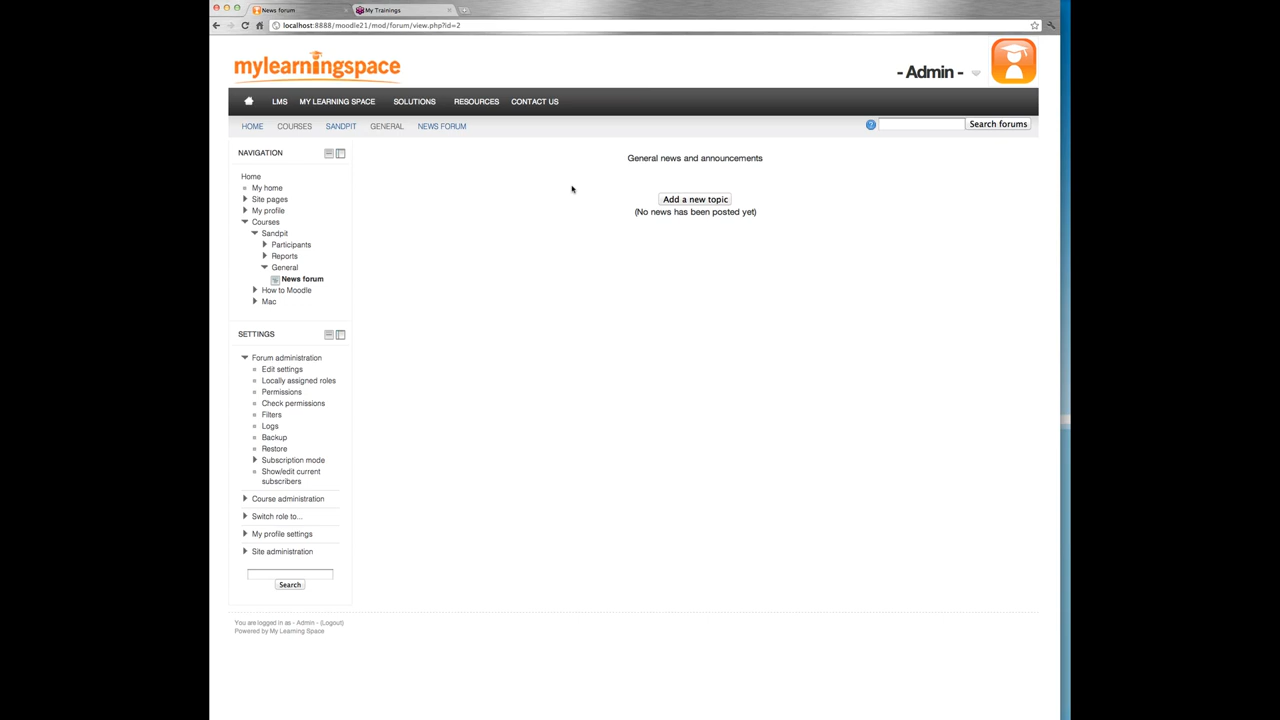 News forum
My Trainings
localhost:8888/moodle21/mod/forum/view.php?id=2
mylearningspace
- Admin -
LMS MY LEARNING SPACE SOLUTIONS RESOURCES CONTACT US
HOME COURSES SANDPIT GENERAL NEWS FORUM
?
Search forums
NAVIGATION
Home
My home
Site pages
My profile
Courses
Sandpit
Participants
Reports
General
News forum
How to Moodle
Mac
SETTINGS
Forum administration
Edit settings
Locally assigned roles
Permissions
Check permissions
Filters
Logs
Backup
Restore
Subscription mode
Show/edit current
subscribers
Course administration
Switch role to...
My profile settings
Site administration
Search
General news and announcements
Add a new topic
(No news has been posted yet)
You are logged in as - Admin - (Logout)
Powered by My Learning Space